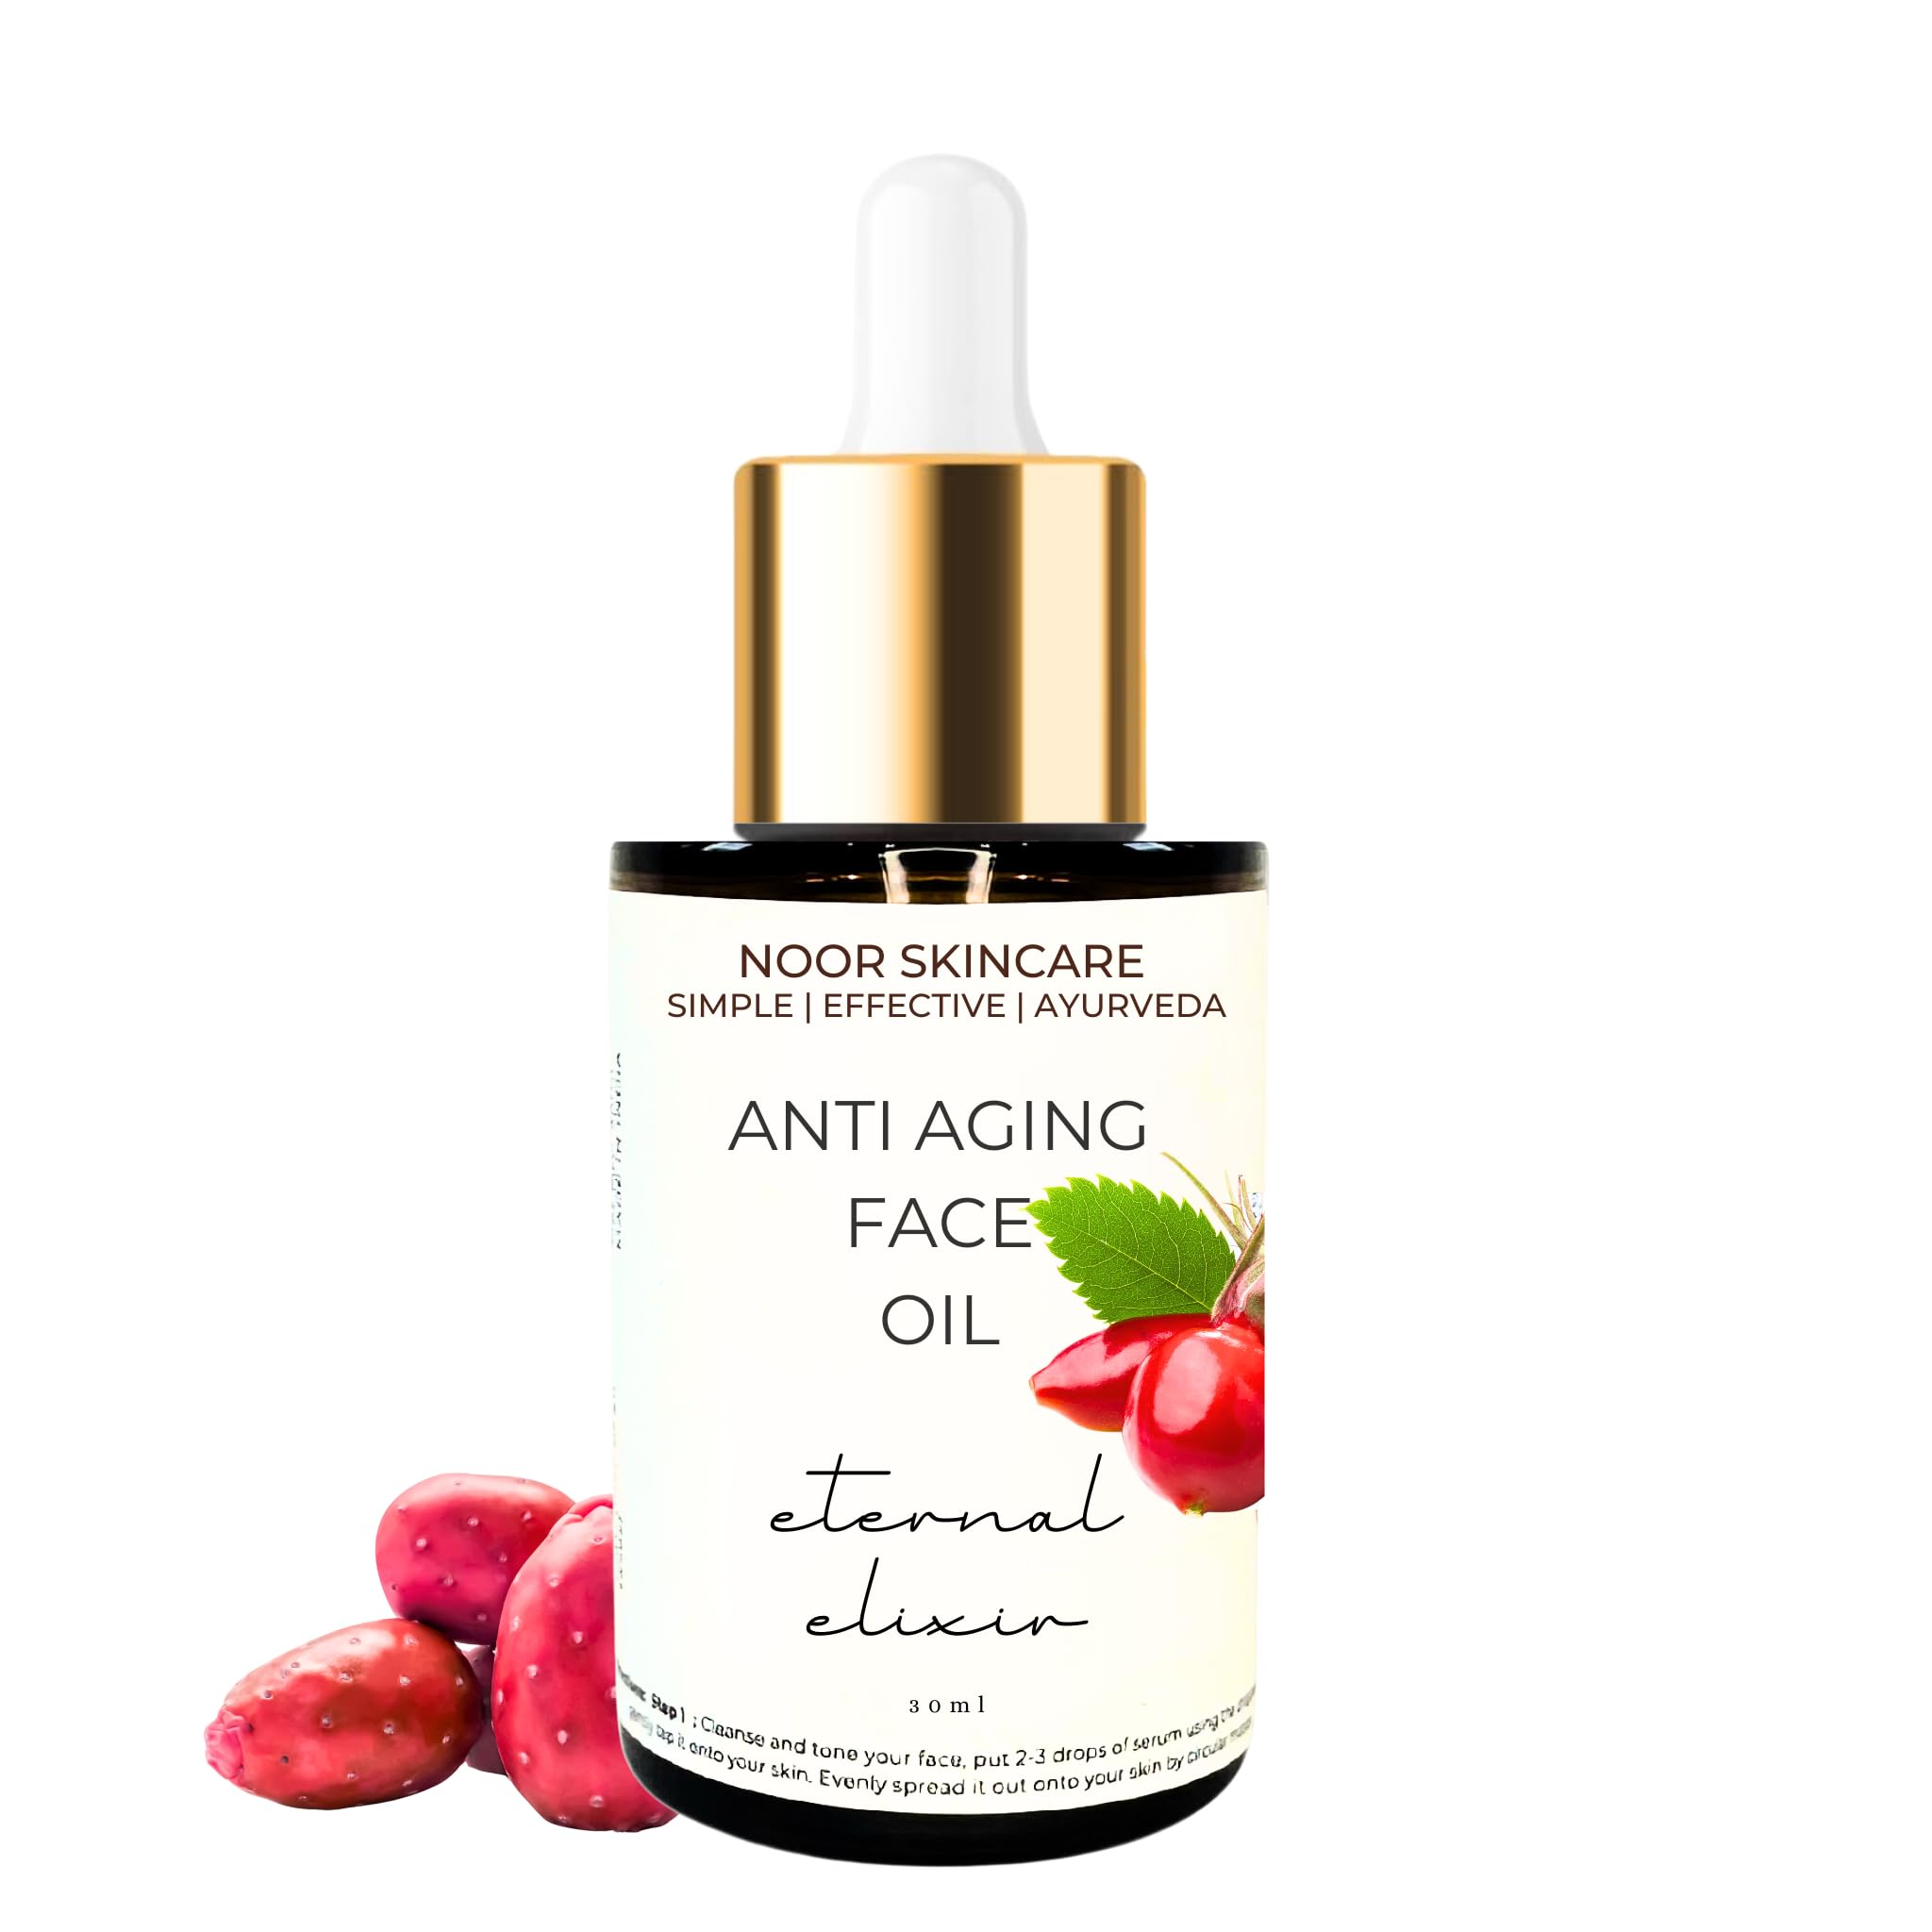 NOOR SKINCARE
SIMPLE | EFFECTIVE | AYURVEDA
ANTI AGING
FACE
OIL
eternal
elixir
30ml
Step 1 : Cleanse and tone your face, put 2-3 drops of serum using the
tap it onto your skin. Evenly spread it out onto your skin by circular